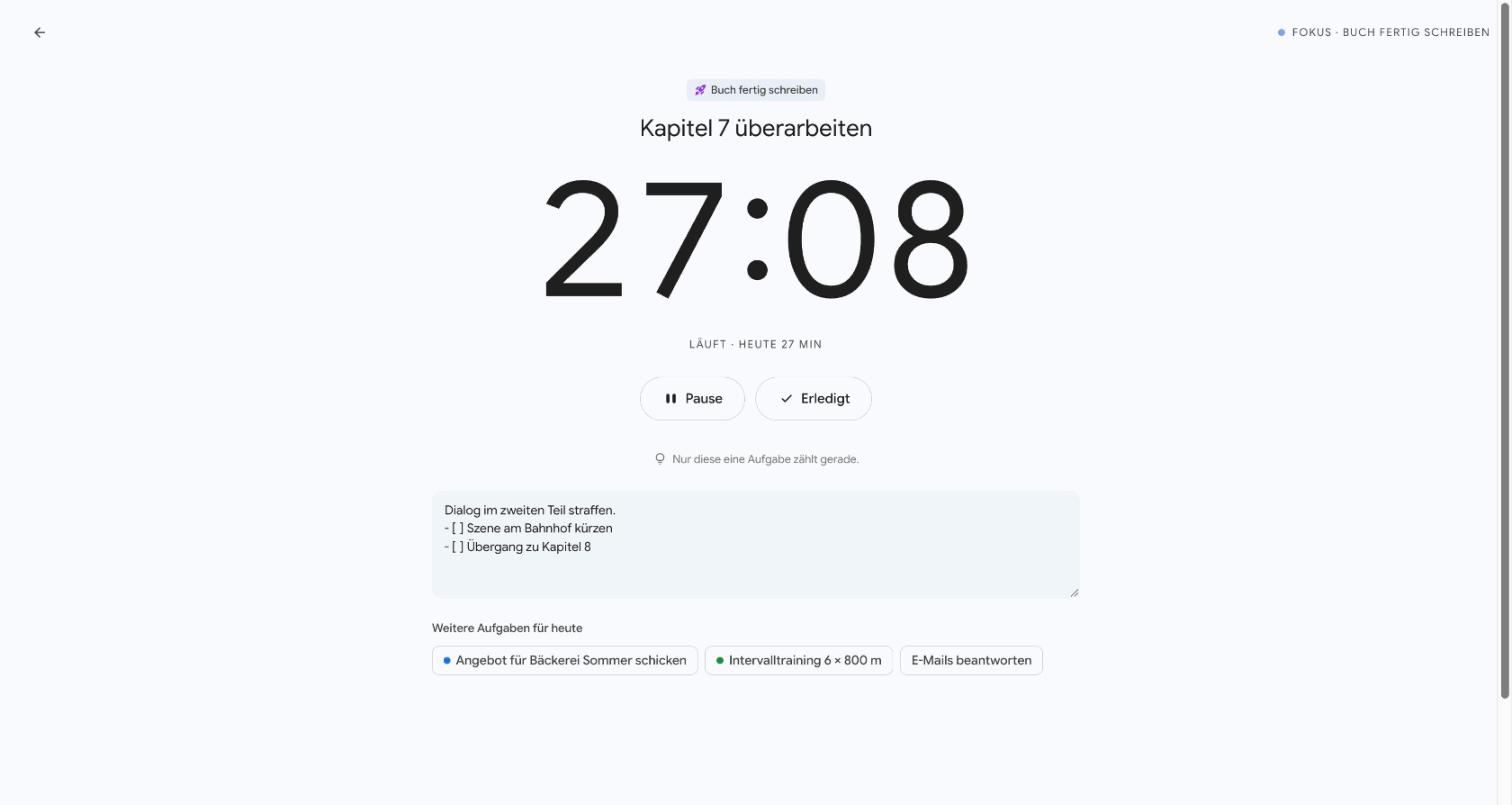 FOKUS · BUCH FERTIG SCHREIBEN
Buch fertig schreiben
Kapitel 7 überarbeiten
27:08
LÄUFT · HEUTE 27 MIN
Pause
Erledigt
Nur diese eine Aufgabe zählt gerade.
Dialog im zweiten Teil straffen.
- [ ] Szene am Bahnhof kürzen
- [ ] Übergang zu Kapitel 8
Weitere Aufgaben für heute
Angebot für Bäckerei Sommer schicken
Intervalltraining 6 × 800 m
E-Mails beantworten